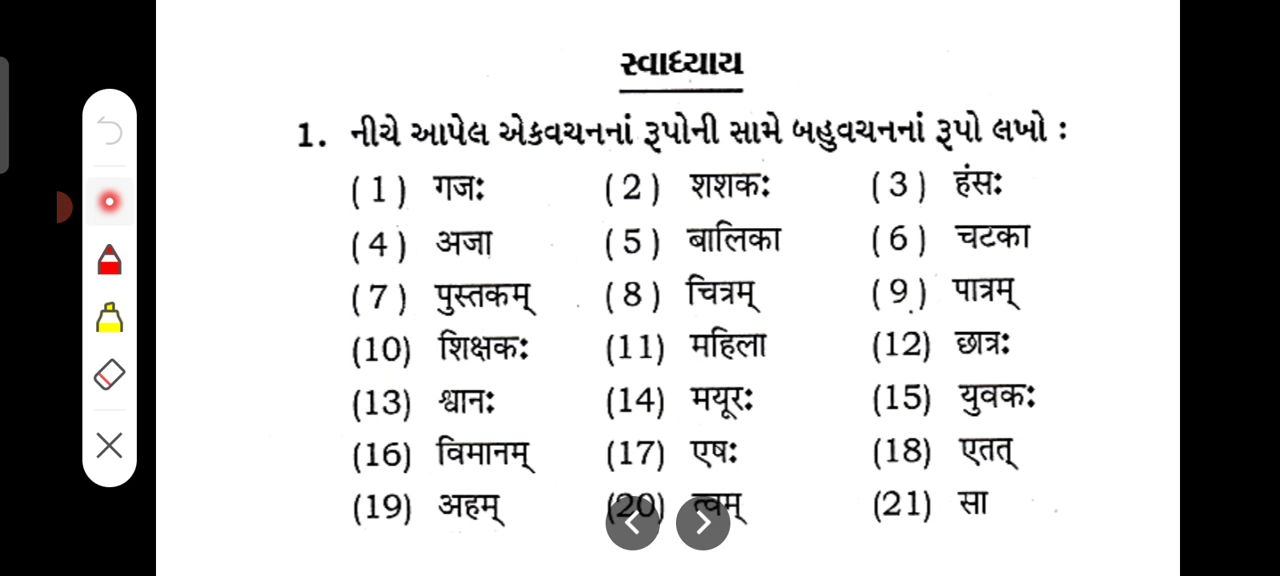 સ્વાધ્યાય
1. નીચે આપેલ એકવચનનાં રૂપોની સામે બહુવચનનાં રૂપો લખો :
(1) गजः (2) शशकः (3) हंसः
(4) अजा (5) बालिका (6) चटका
(7) पुस्तकम् (8) चित्रम् (9) पात्रम्
(10) शिक्षकः (11) महिला (12) छात्रः
(13) श्वानः (14) मयूरः (15) युवकः
(16) विमानम् (17) एषः (18) एतत्
(19) अहम् (20) त्वम् (21) सा